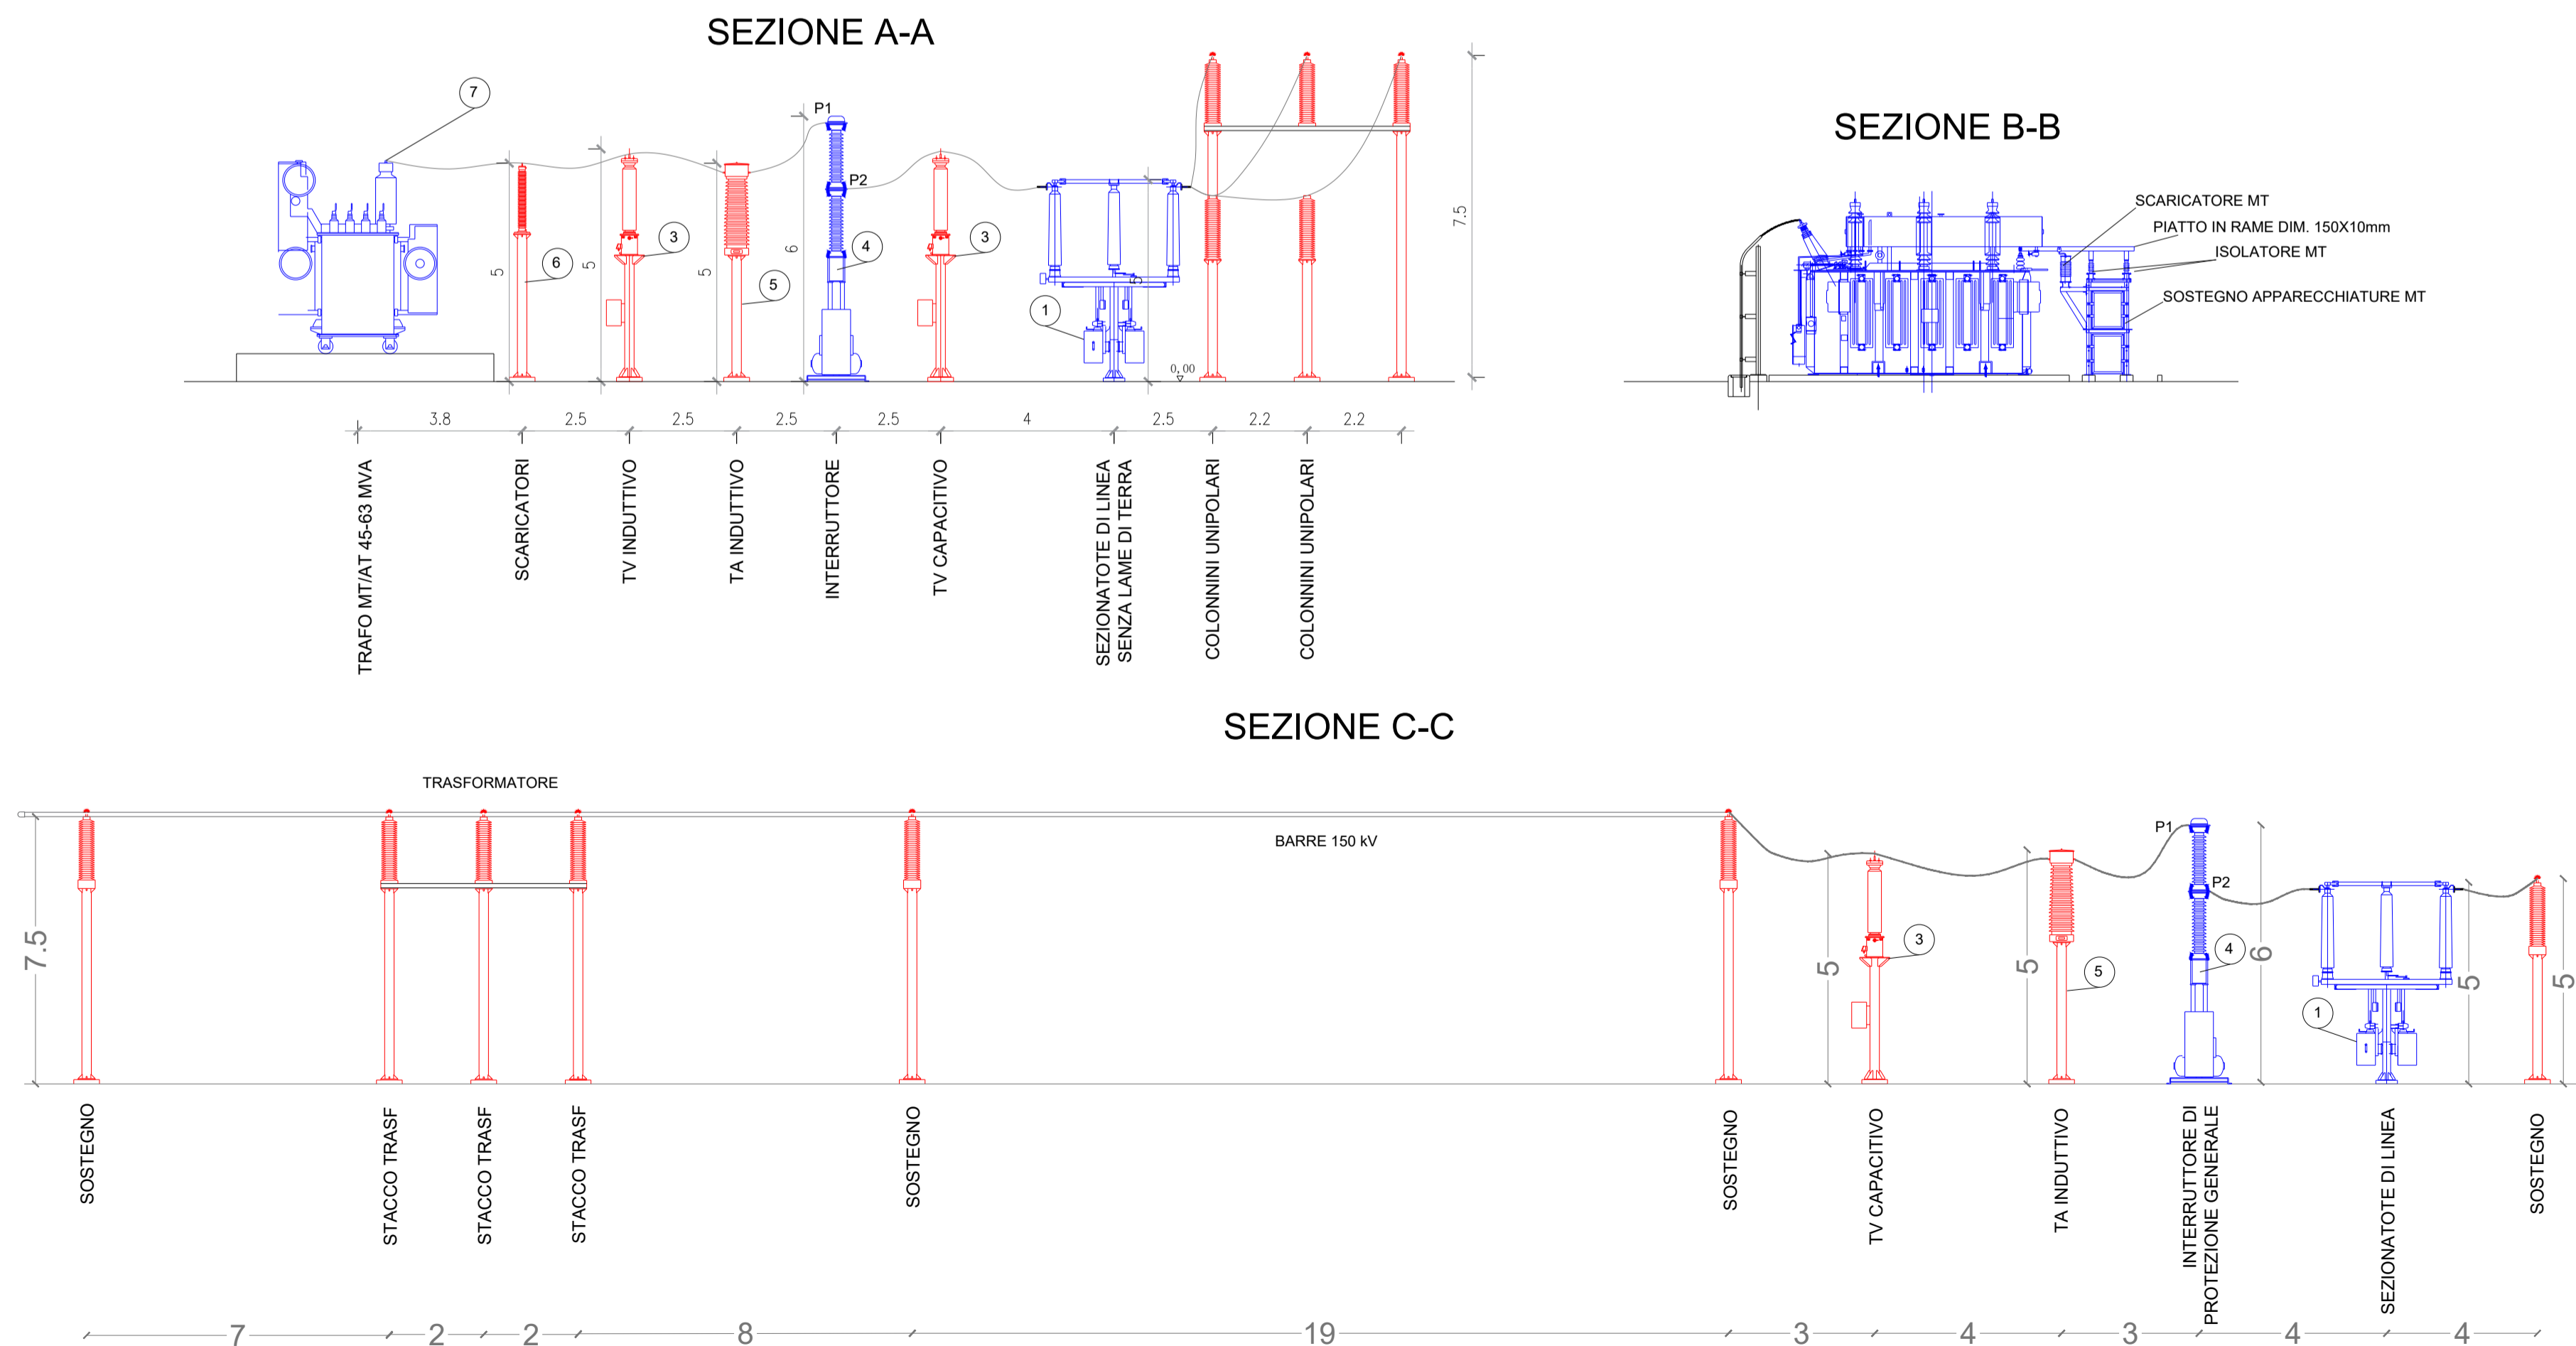 SEZIONE A-A
7
P1
P2
3
6
4
3
5
1
5
5
5
6
5
7.5
0,00
3.8
2.5
2.5
2.5
2.5
4
2.5
2.2
2.2
TRAFO MT/AT 45-63 MVA
SCARICATORI
TV INDUTTIVO
TA INDUTTIVO
INTERRUTTORE
TV CAPACITIVO
SEZIONATOTE DI LINEA
SENZA LAME DI TERRA
COLONNINI UNIPOLARI
COLONNINI UNIPOLARI
SEZIONE B-B
SCARICATORE MT
PIATTO IN RAME DIM. 150X10mm
ISOLATORE MT
SOSTEGNO APPARECCHIATURE MT
SEZIONE C-C
TRASFORMATORE
BARRE 150 kV
P1
P2
3
4
5
1
7.5
5
5
6
5
5
SOSTEGNO
STACCO TRASF
STACCO TRASF
STACCO TRASF
SOSTEGNO
SOSTEGNO
TV CAPACITIVO
TA INDUTTIVO
INTERRUTTORE DI
PROTEZIONE GENERALE
SEZIONATOTE DI LINEA
SOSTEGNO
7
2
2
8
19
3
4
3
4
4